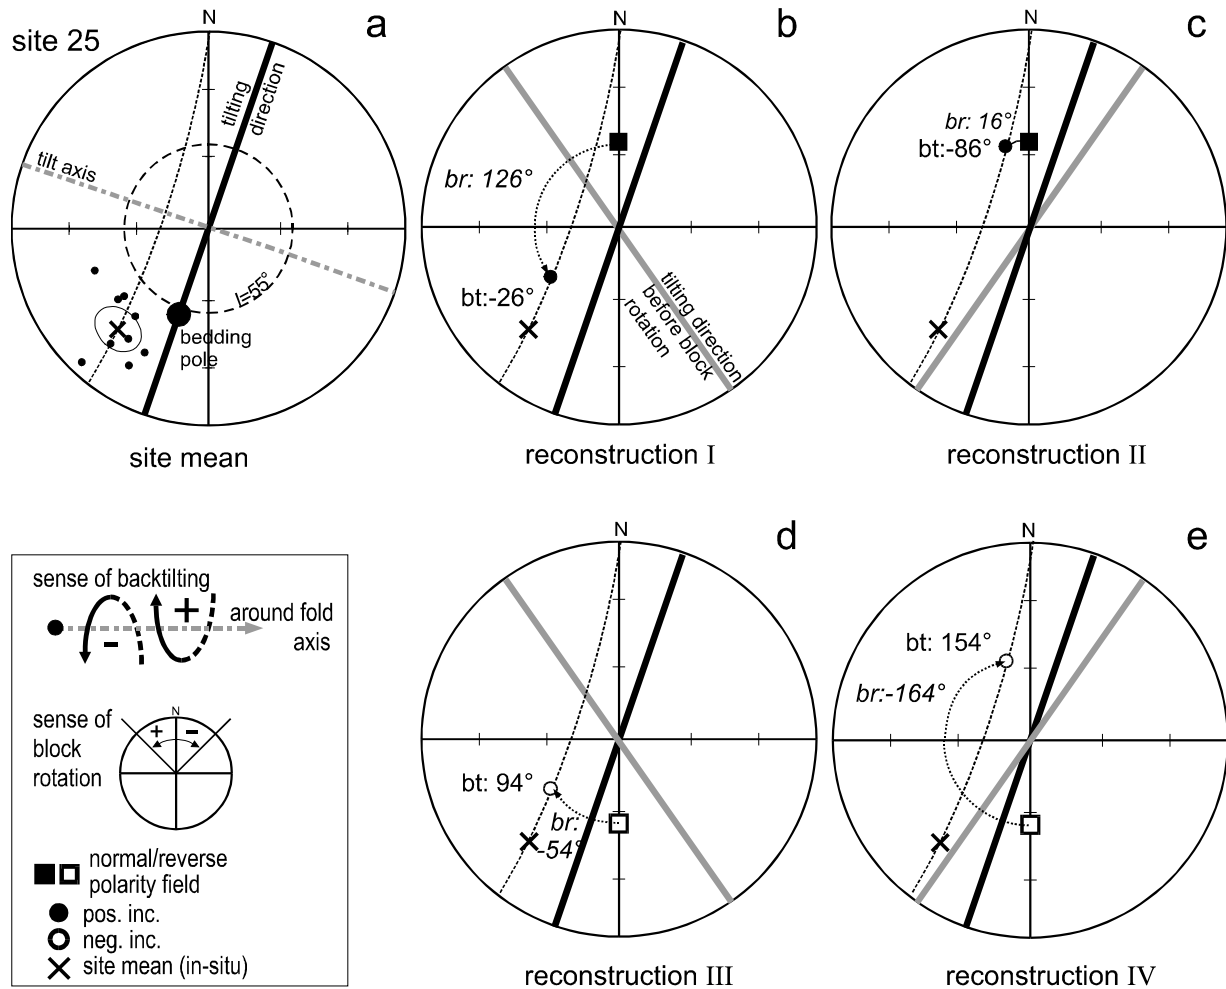 N
a
site 25
tilting
direction
tilt axis
I=55°
bedding
pole
site mean
N
b
br: 126°
bt:-26°
tilting direction
before block
rotation
reconstruction I
N
c
br: 16°
bt:-86°
reconstruction II
N
d
bt: 94°
br:
-54°
reconstruction III
N
e
bt: 154°
br:-164°
reconstruction IV
sense of backtilting
+
-
around fold
axis
sense of
block
rotation
N
+ -
normal/reverse
polarity field
pos. inc.
neg. inc.
site mean (in-situ)